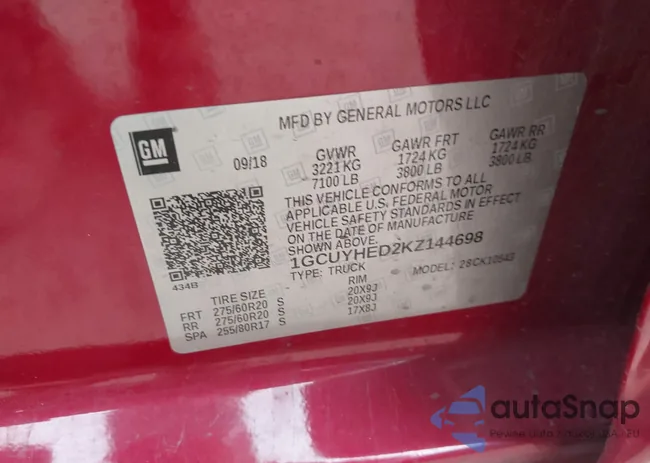 MFD BY GENERAL MOTORS LLC
GM
09/18
GVWR GAWR FRT GAWR RR
3221 KG 1724 KG 1724 KG
7100 LB 3800 LB 3800 LB
THIS VEHICLE CONFORMS TO ALL
APPLICABLE U.S. FEDERAL MOTOR
VEHICLE SAFETY STANDARDS IN
EFFECT ON THE DATE OF MANUFACTURE
SHOWN ABOVE.
1GCUYHED2KZ144698
434B
TYPE: TRUCK MODEL:
TIRE SIZE RIM
FRT 275/60R20 S 20X9J
RR 275/60R20 S 20X9J
SPA 255/80R17 S 17X8J
autoSnap
Pewne auto